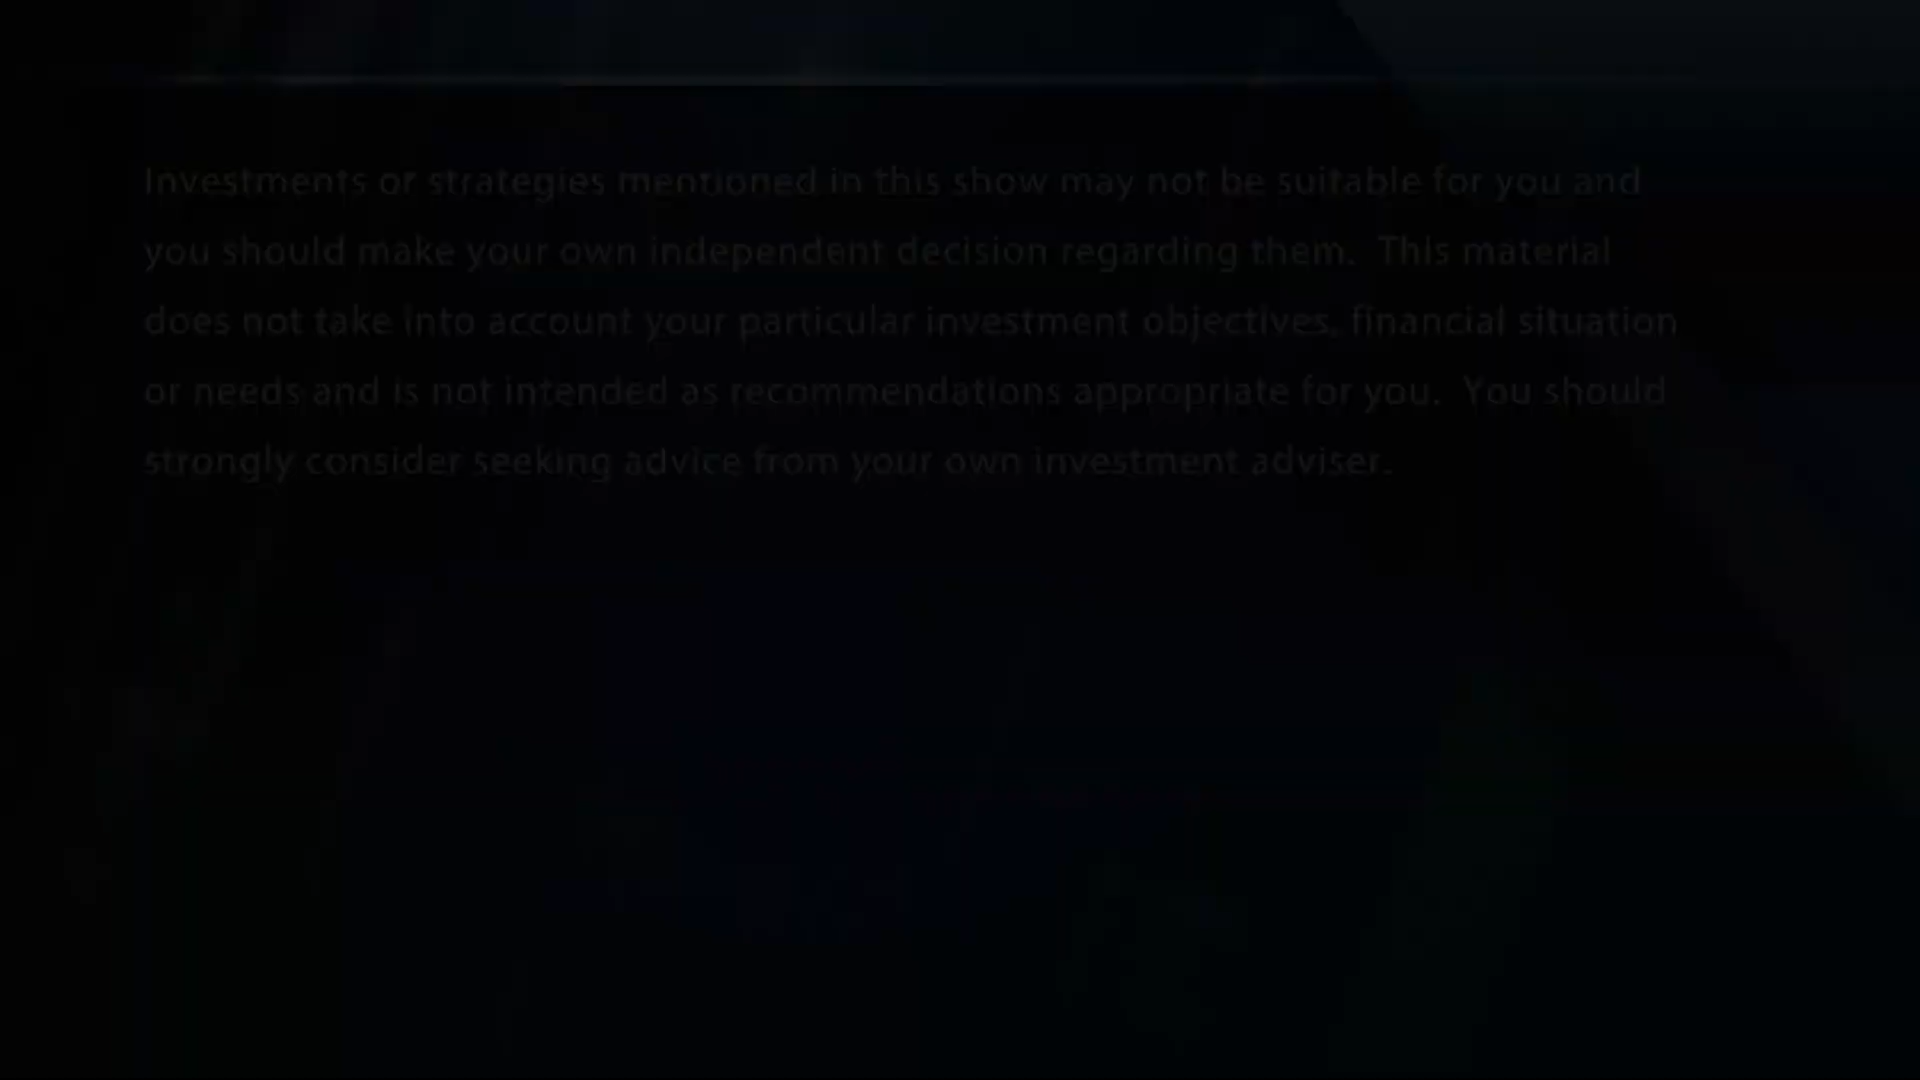 Investments or strategies mentioned in this show may not be suitable for you and
you should make your own independent decision regarding them.  This material
does not take into account your particular investment objectives, financial situation
or needs and is not intended as recommendations appropriate for you.  You should
strongly consider seeking advice from your own investment adviser.